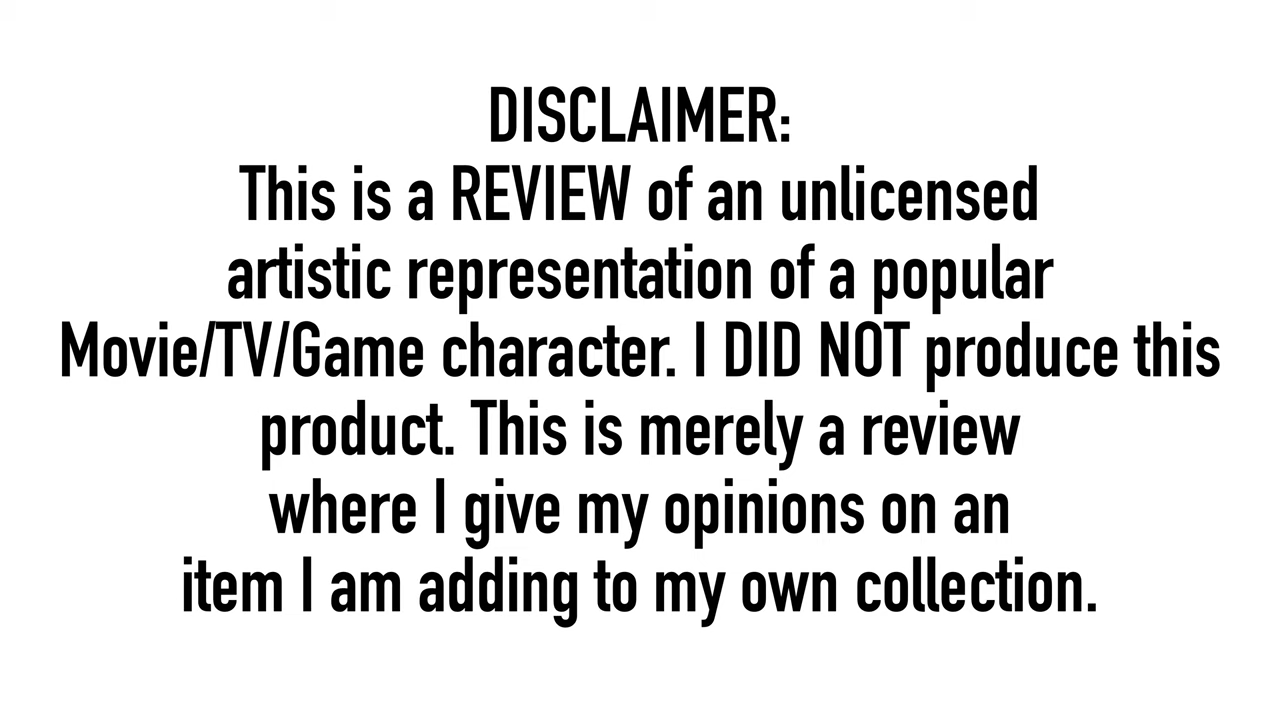 DISCLAIMER:
This is a REVIEW of an unlicensed
artistic representation of a popular
Movie/TV/Game character. I DID NOT produce this
product. This is merely a review
where I give my opinions on an
item I am adding to my own collection.